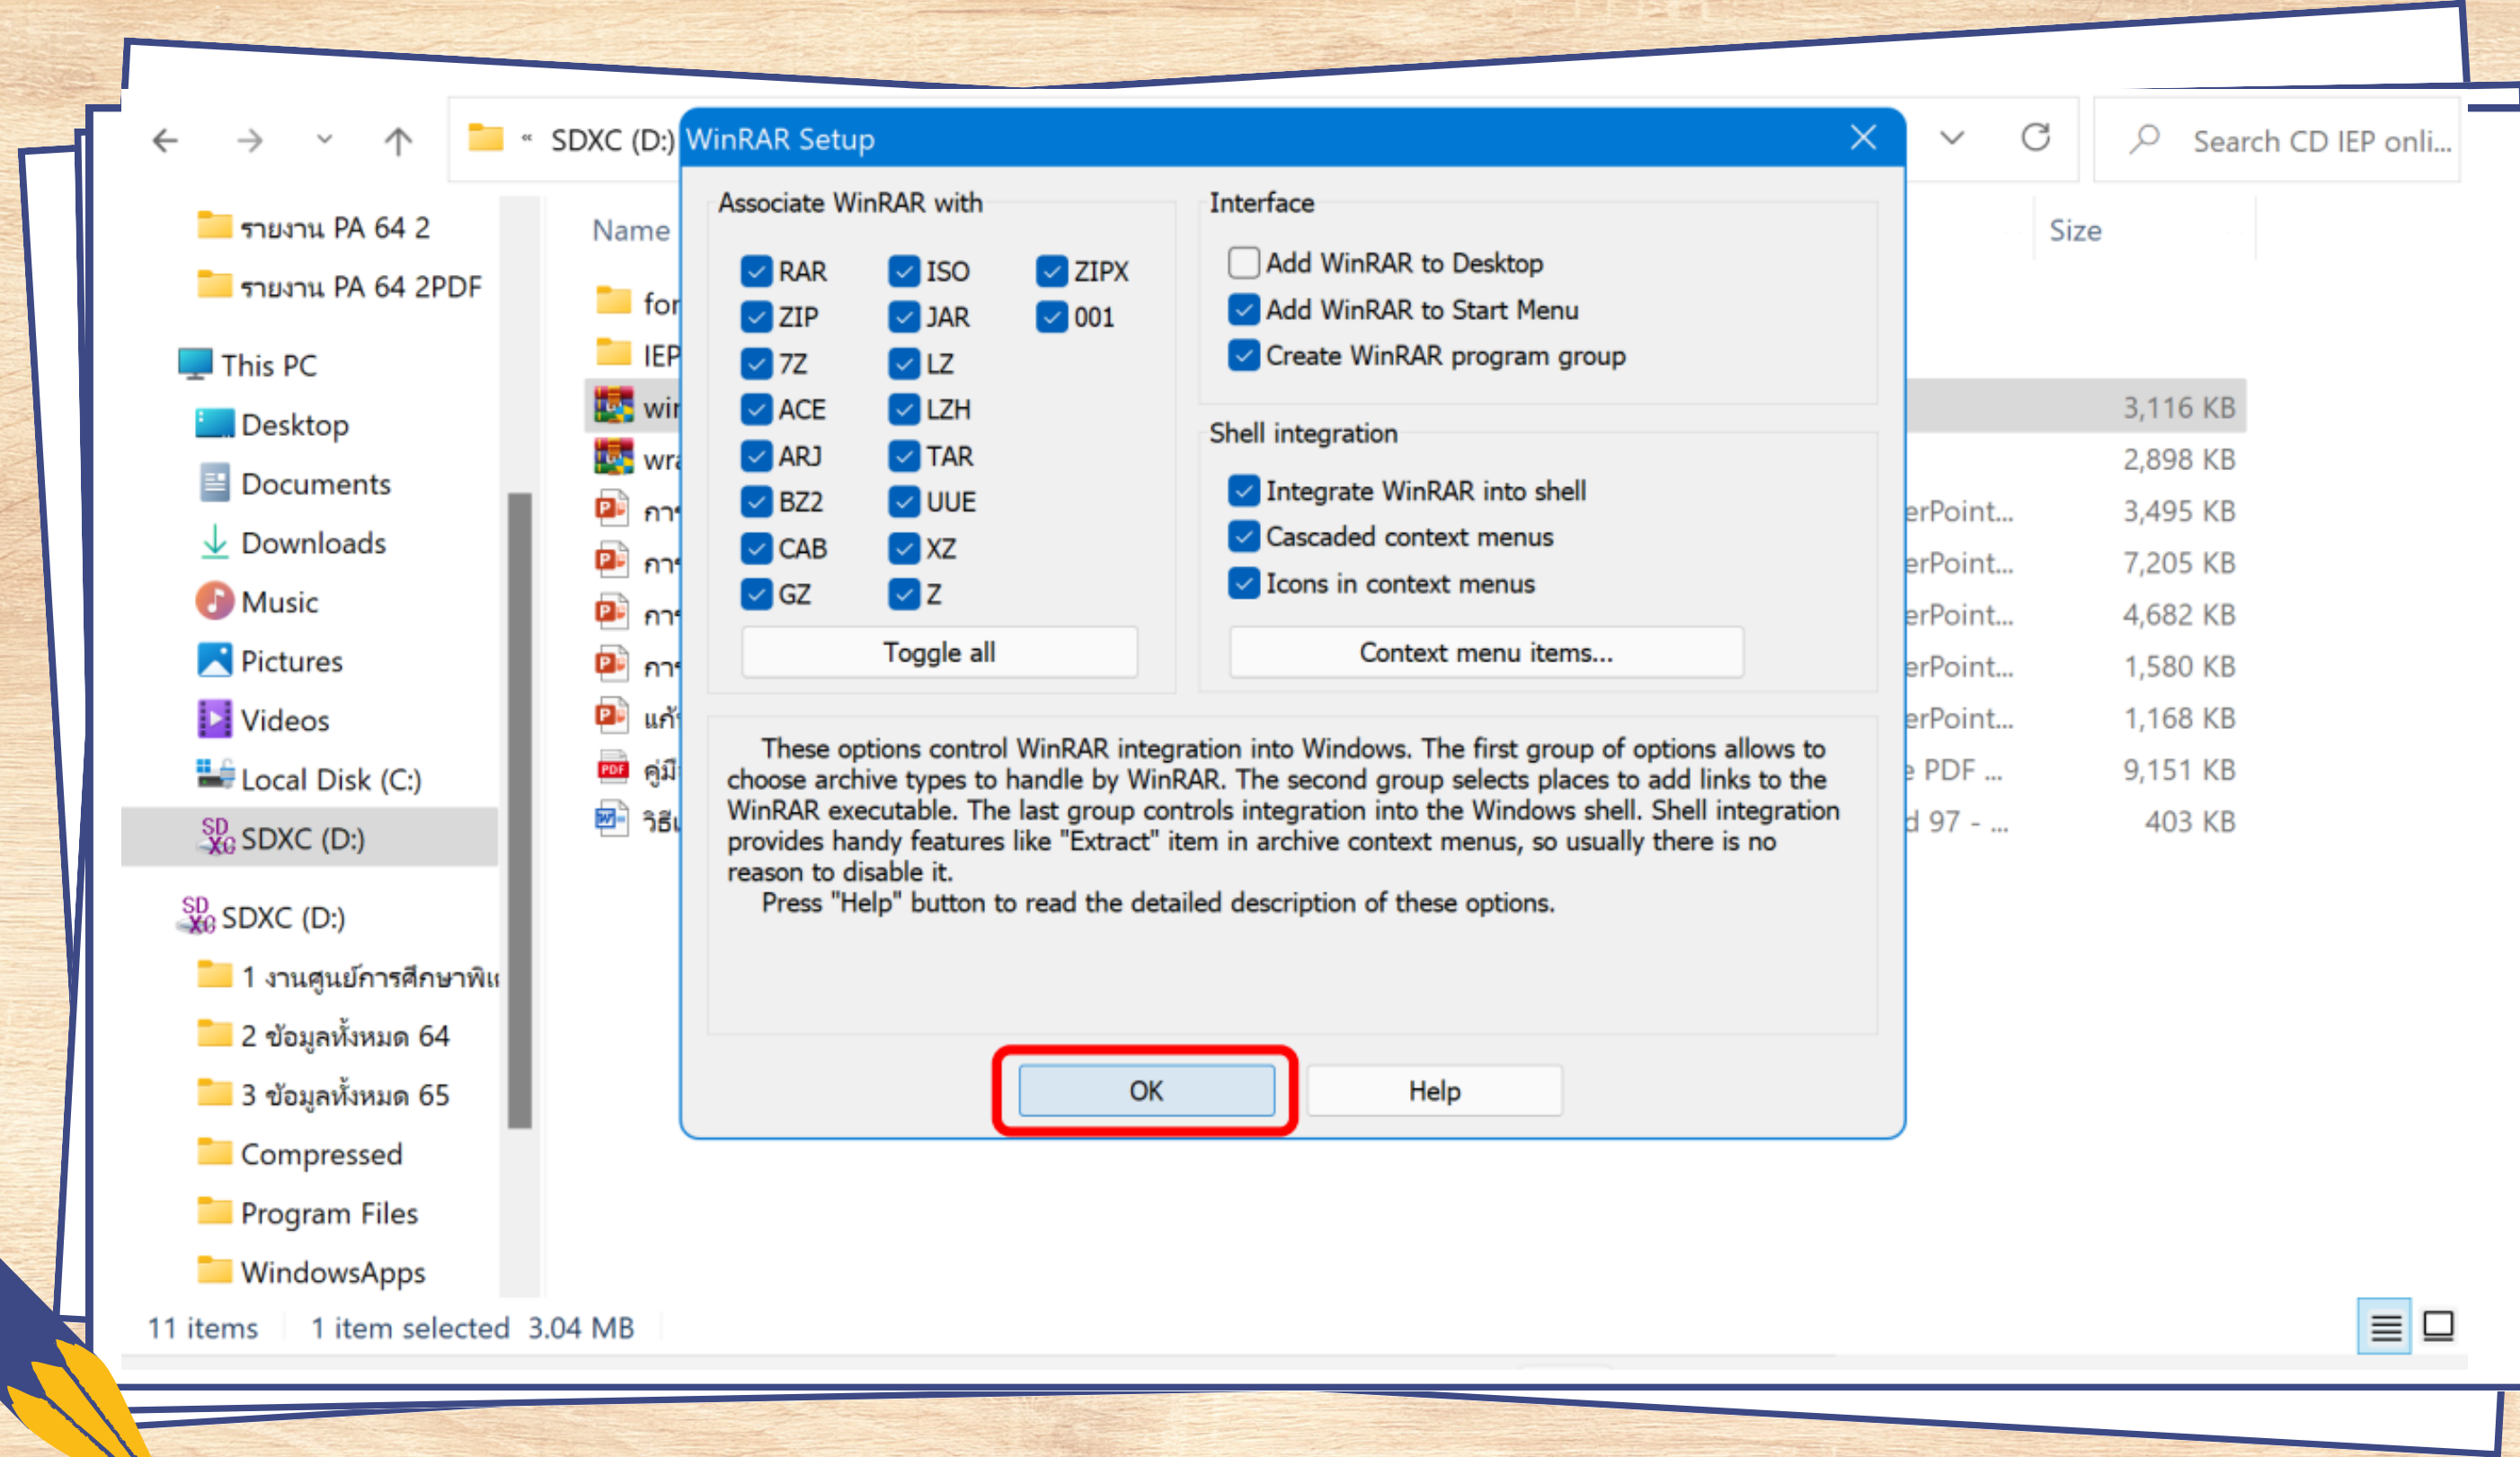 « SDXC (D:)
Search CD IEP onli...
รายงาน PA 64 2
รายงาน PA 64 2PDF
This PC
Desktop
Documents
Downloads
Music
Pictures
Videos
Local Disk (C:)
SDXC (D:)
SDXC (D:)
2 ข้อมูลทั้งหมด 64
3 ข้อมูลทั้งหมด 65
Compressed
Program Files
WindowsApps
Name
Size
IEP
3,116 KB
2,898 KB
erPoint... 3,495 KB
erPoint... 7,205 KB
erPoint... 4,682 KB
erPoint... 1,580 KB
erPoint... 1,168 KB
PDF ... 9,151 KB
d 97 - ... 403 KB
WinRAR Setup
Associate WinRAR with
RAR ISO ZIPX
ZIP JAR 001
7Z LZ
ACE LZH
ARJ TAR
BZ2 UUE
CAB XZ
GZ Z
Toggle all
Interface
Add WinRAR to Desktop
Add WinRAR to Start Menu
Create WinRAR program group
Shell integration
Integrate WinRAR into shell
Cascaded context menus
Icons in context menus
Context menu items...
These options control WinRAR integration into Windows. The first group of options allows to
choose archive types to handle by WinRAR. The second group selects places to add links to the
WinRAR executable. The last group controls integration into the Windows shell. Shell integration
provides handy features like "Extract" item in archive context menus, so usually there is no
reason to disable it.
Press "Help" button to read the detailed description of these options.
OK Help
11 items 1 item selected 3.04 MB